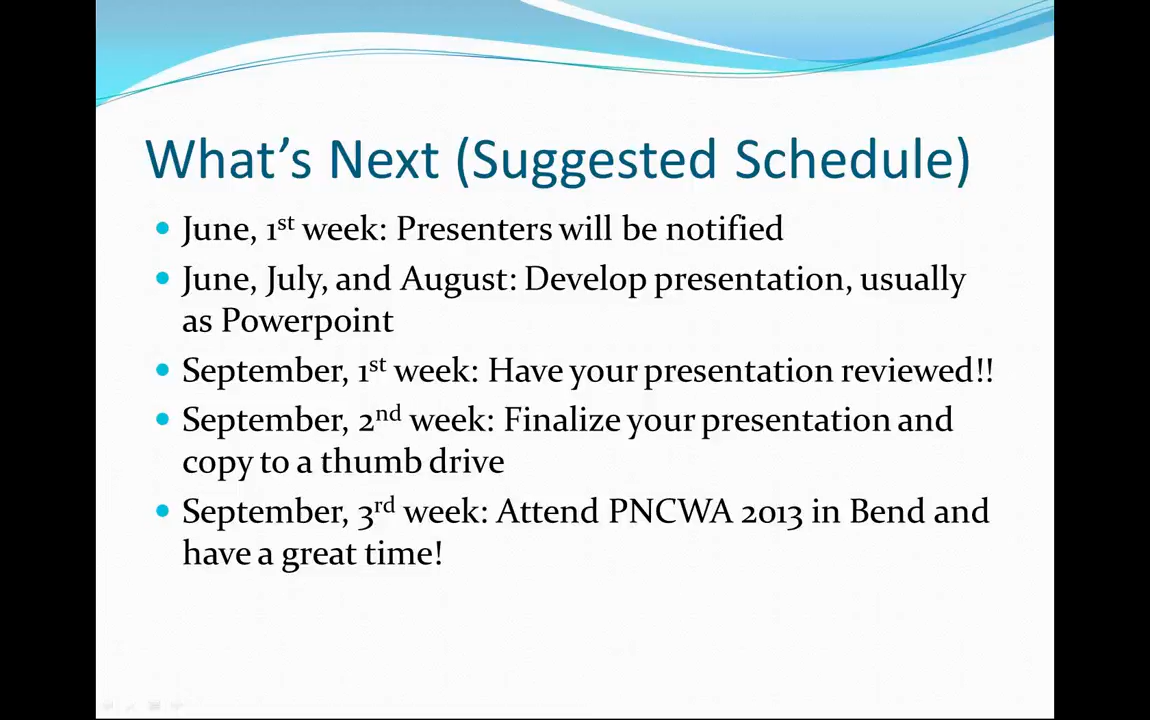 What's Next (Suggested Schedule)
• June, 1st week: Presenters will be notified
• June, July, and August: Develop presentation, usually
as Powerpoint
• September, 1st week: Have your presentation reviewed!!
• September, 2nd week: Finalize your presentation and
copy to a thumb drive
• September, 3rd week: Attend PNCWA 2013 in Bend and
have a great time!